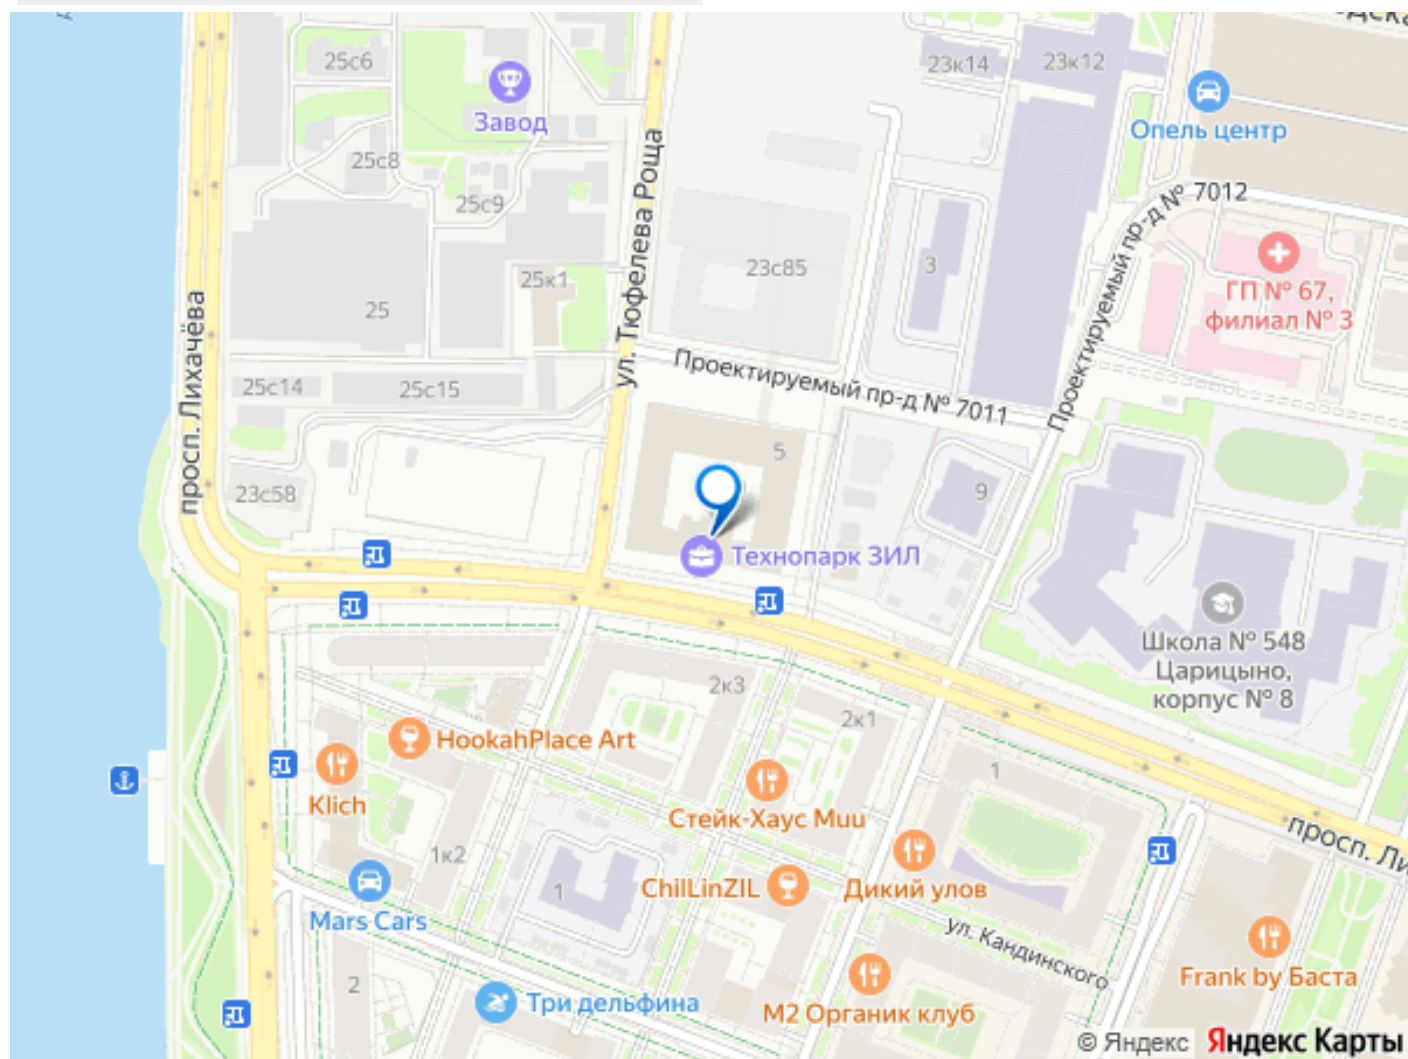 25с6
Завод
23к14
23к12
Опель центр
25с8
25с9
ул. Тюфелева Роща
Проектируемый пр-д № 7012
3
23с85
25к1
25
ГП № 67,
филиал № 3
просп. Лихачёва
25с14
25с15
Проектируемый пр-д № 7011
5
9
23с58
Технопарк ЗИЛ
Школа № 548
Царицыно,
корпус № 8
2к3
2к1
HookahPlace Art
Klich
Стейк-Хаус Muu
1
просп. Ли
1к2
1
ChilLinZIL
Дикий улов
Mars Cars
ул. Кандинского
Frank by Баста
2
Три дельфина
М2 Органик клуб
© Яндекс Яндекс Карты